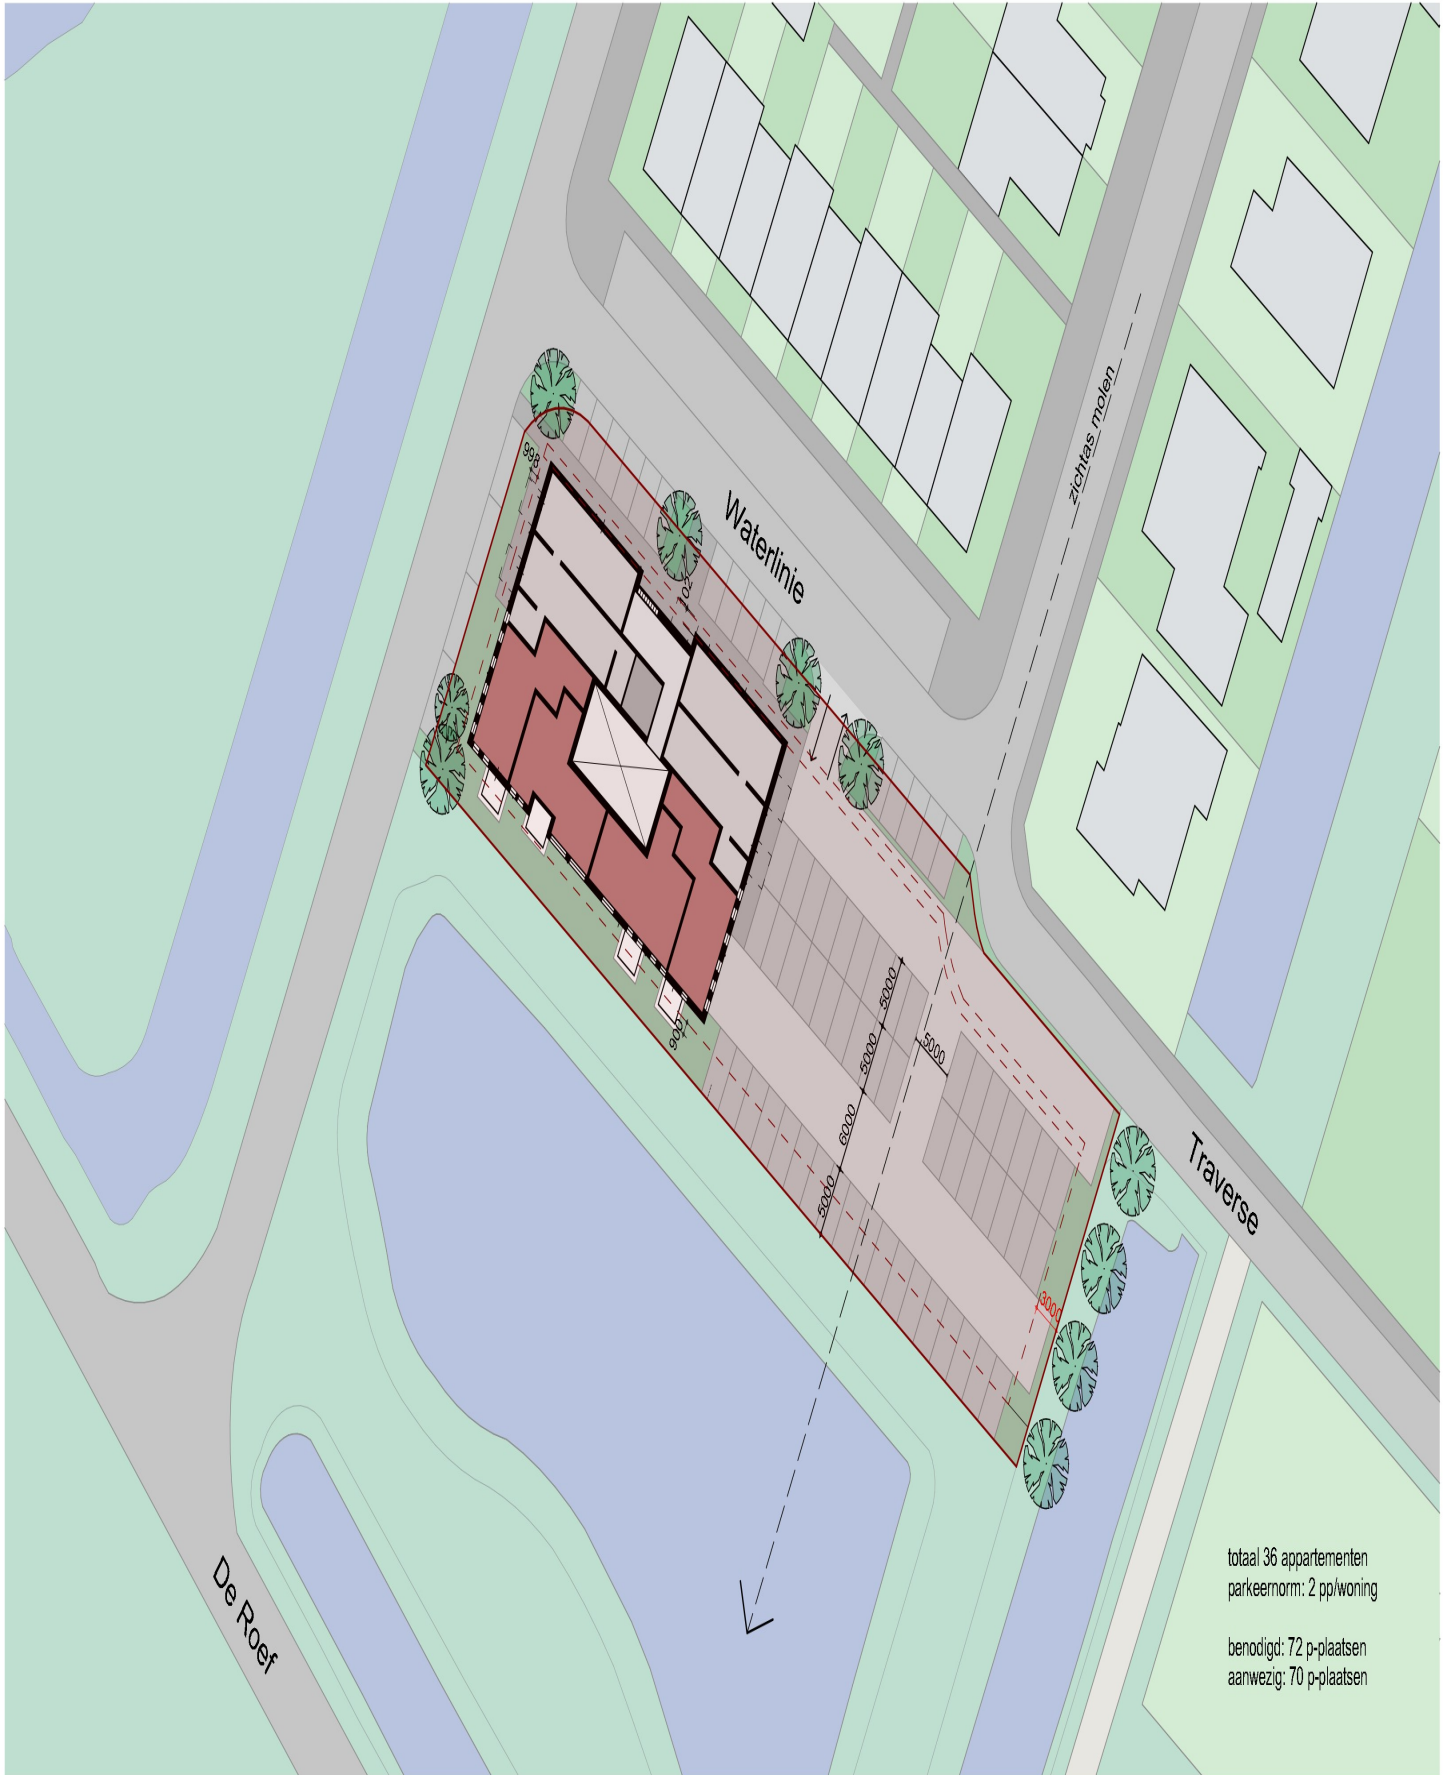 zichtas molen
998
Waterlinie
102
5000
5000
5000
6000
5000
900
Traverse
3000
De Roef
totaal 36 appartementen
parkeernorm: 2 pp/woning
benodigd: 72 p-plaatsen
aanwezig: 70 p-plaatsen